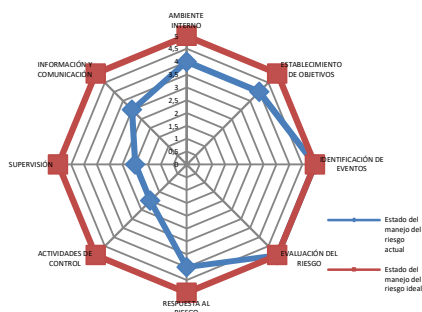 AMBIENTE
INTERNO
5
4,5
4
3,5
3
2,5
2
1,5
1
0,5
0
ESTABLECIMIENTO
DE OBJETIVOS
IDENTIFICACIÓN DE
EVENTOS
EVALUACIÓN DEL
RIESGO
RESPUESTA AL
RIESGO
ACTIVIDADES DE
CONTROL
SUPERVISIÓN
INFORMACIÓN Y
COMUNICACIÓN
Estado del
manejo del
riesgo
actual
Estado del
manejo del
riesgo ideal